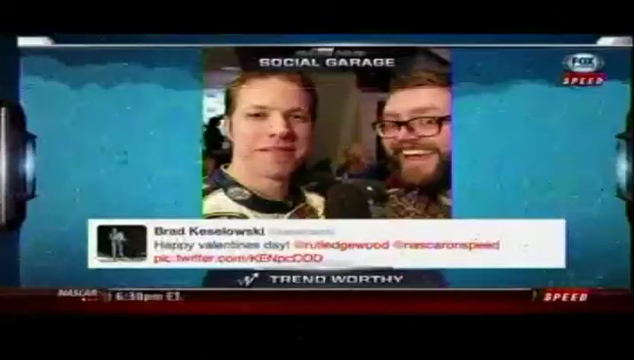 SOCIAL GARAGE
FOX
SPEED
Brad Keselowski
Happy valentines day! @rutledgewood @nascaronspeed
pic.twitter.com/KENpcCOD
TREND WORTHY
NASCAR 6:30pm ET
SPEED